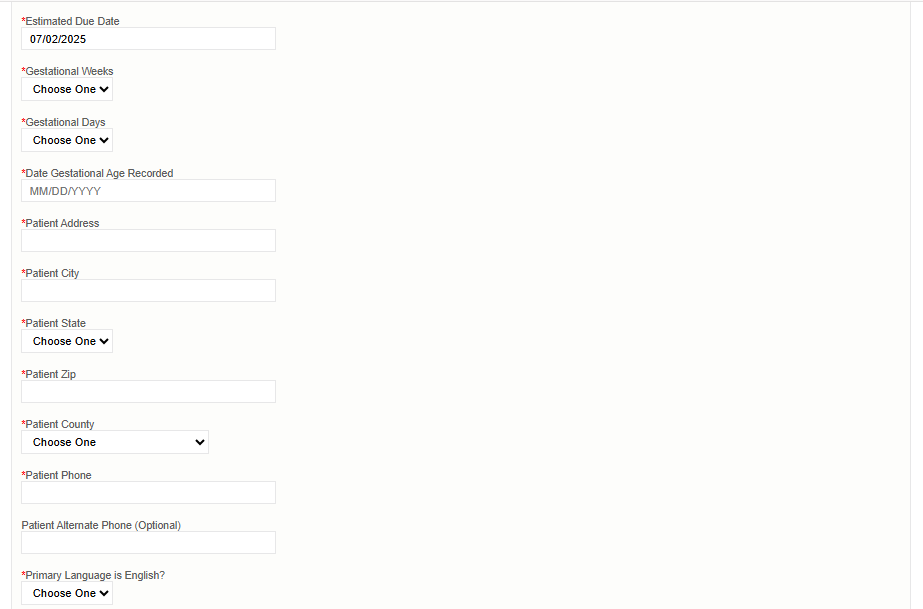 *Estimated Due Date
07/02/2025
*Gestational Weeks
Choose One
*Gestational Days
Choose One
*Date Gestational Age Recorded
MM/DD/YYYY
*Patient Address
*Patient City
*Patient State
Choose One
*Patient Zip
*Patient County
Choose One
*Patient Phone
Patient Alternate Phone (Optional)
*Primary Language is English?
Choose One